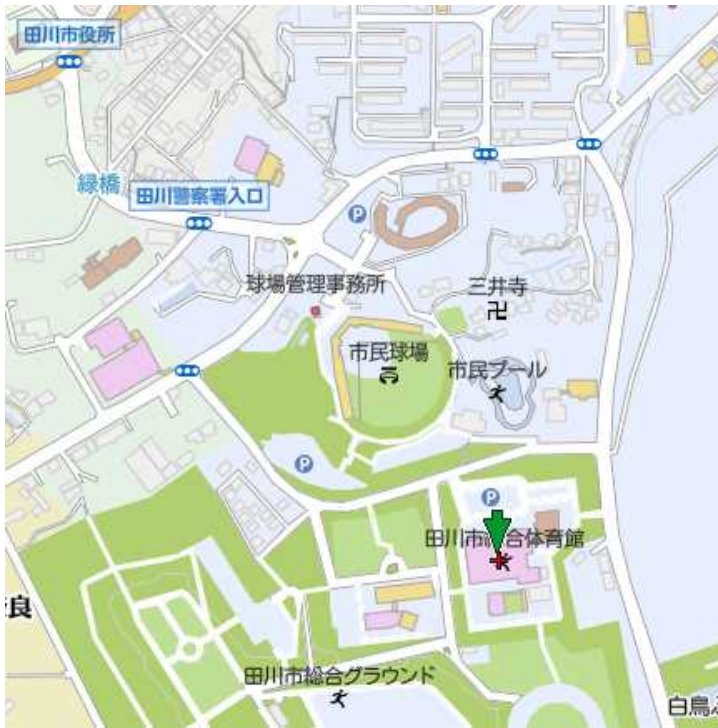 田川市役所
緑橋
田川警察署入口
P
球場管理事務所
三井寺
卍
市民球場
市民プール
P
P
田川市総合体育館
良
田川市総合グラウンド
白鳥